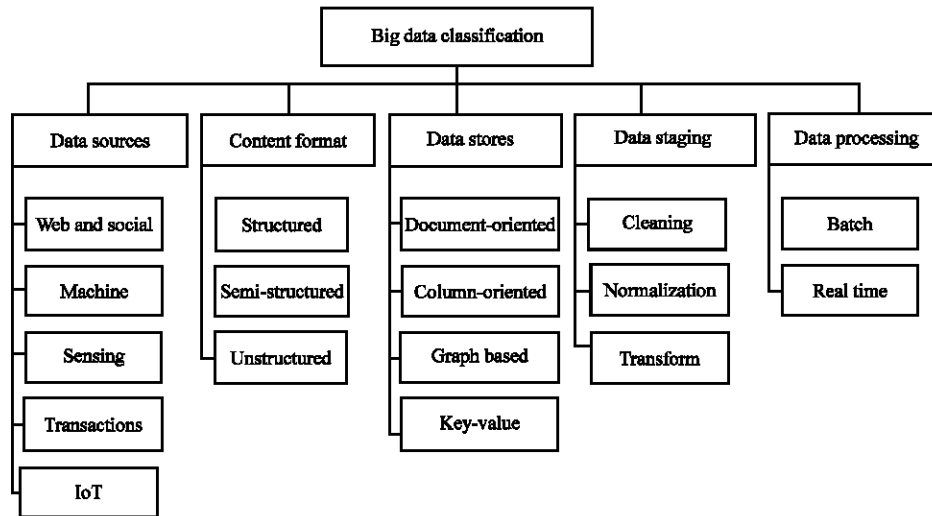 Big data classification
Data sources
Content format
Data stores
Data staging
Data processing
Web and social
Machine
Sensing
Transactions
IoT
Structured
Semi-structured
Unstructured
Document-oriented
Column-oriented
Graph based
Key-value
Cleaning
Normalization
Transform
Batch
Real time